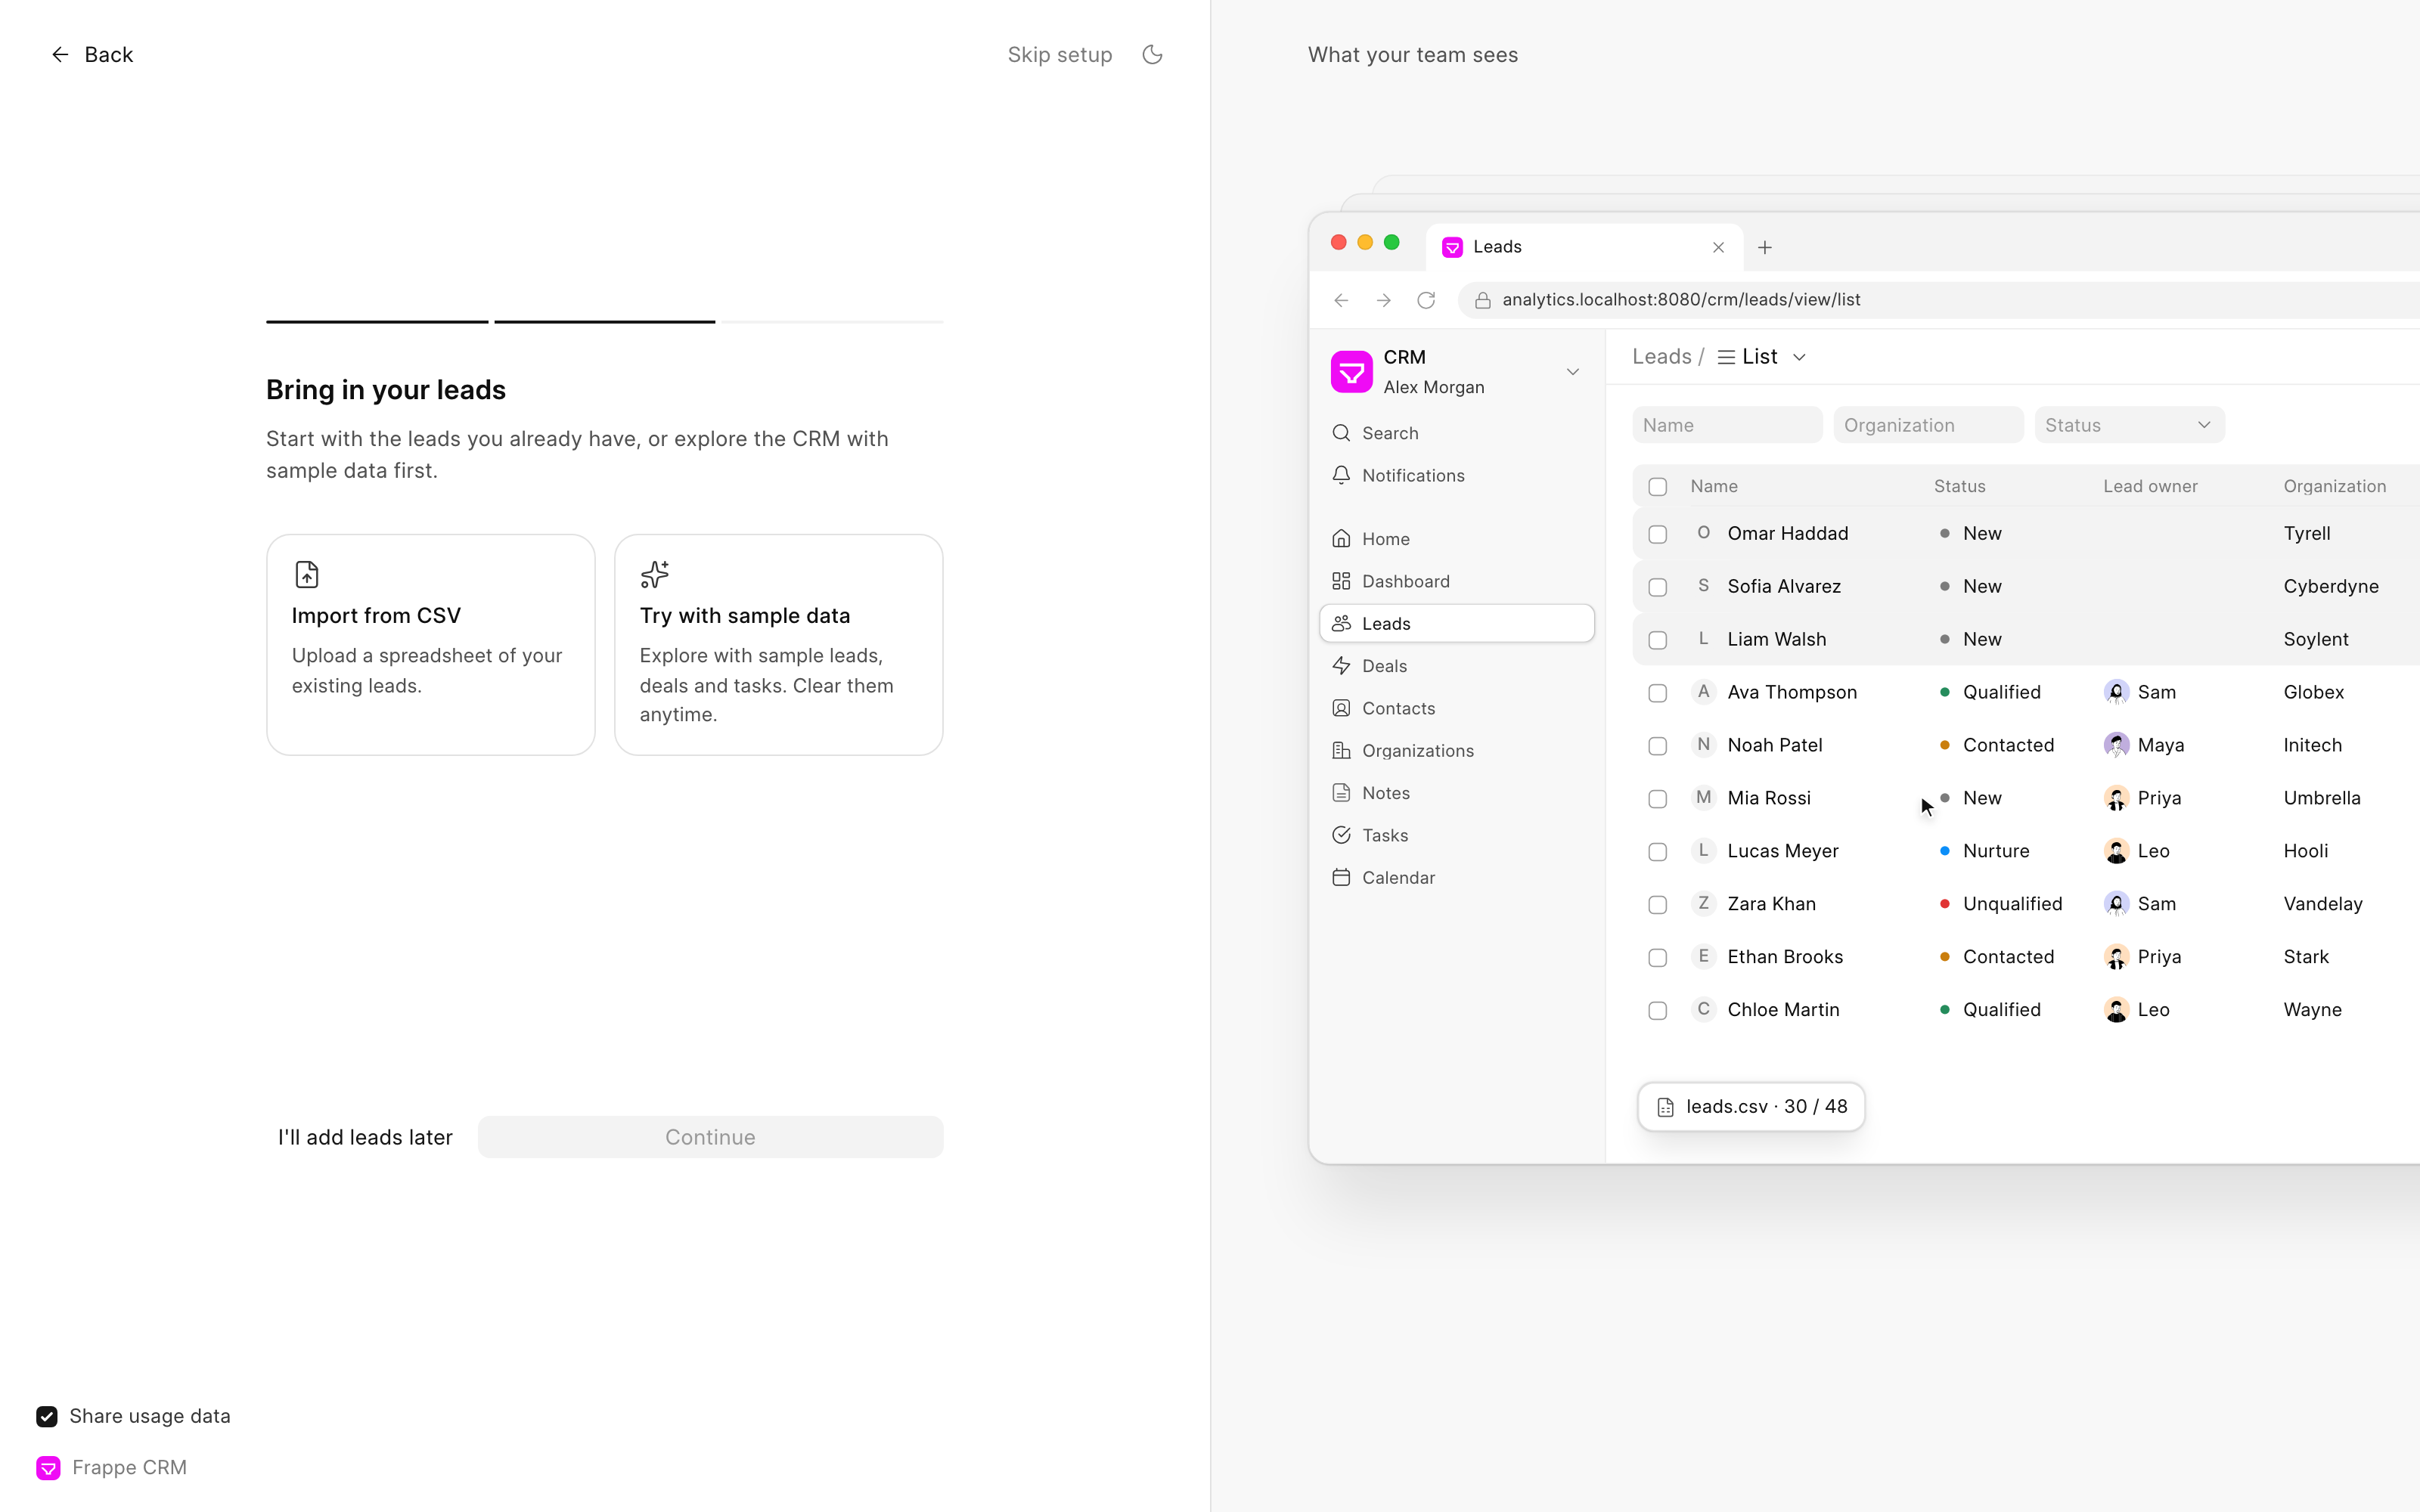 Back
Skip setup
Bring in your leads
Start with the leads you already have, or explore the CRM with
sample data first.
Import from CSV
Upload a spreadsheet of your
existing leads.
Try with sample data
Explore with sample leads,
deals and tasks. Clear them
anytime.
I'll add leads later
Continue
Share usage data
Frappe CRM
What your team sees
Leads
analytics.localhost:8080/crm/leads/view/list
CRM
Alex Morgan
Search
Notifications
Home
Dashboard
Leads
Deals
Contacts
Organizations
Notes
Tasks
Calendar
Leads / List
Name Organization Status
Name Status Lead owner Organization
O Omar Haddad New Tyrell
S Sofia Alvarez New Cyberdyne
L Liam Walsh New Soylent
A Ava Thompson Qualified Sam Globex
N Noah Patel Contacted Maya Initech
M Mia Rossi New Priya Umbrella
L Lucas Meyer Nurture Leo Hooli
Z Zara Khan Unqualified Sam Vandelay
E Ethan Brooks Contacted Priya Stark
C Chloe Martin Qualified Leo Wayne
leads.csv · 30 / 48